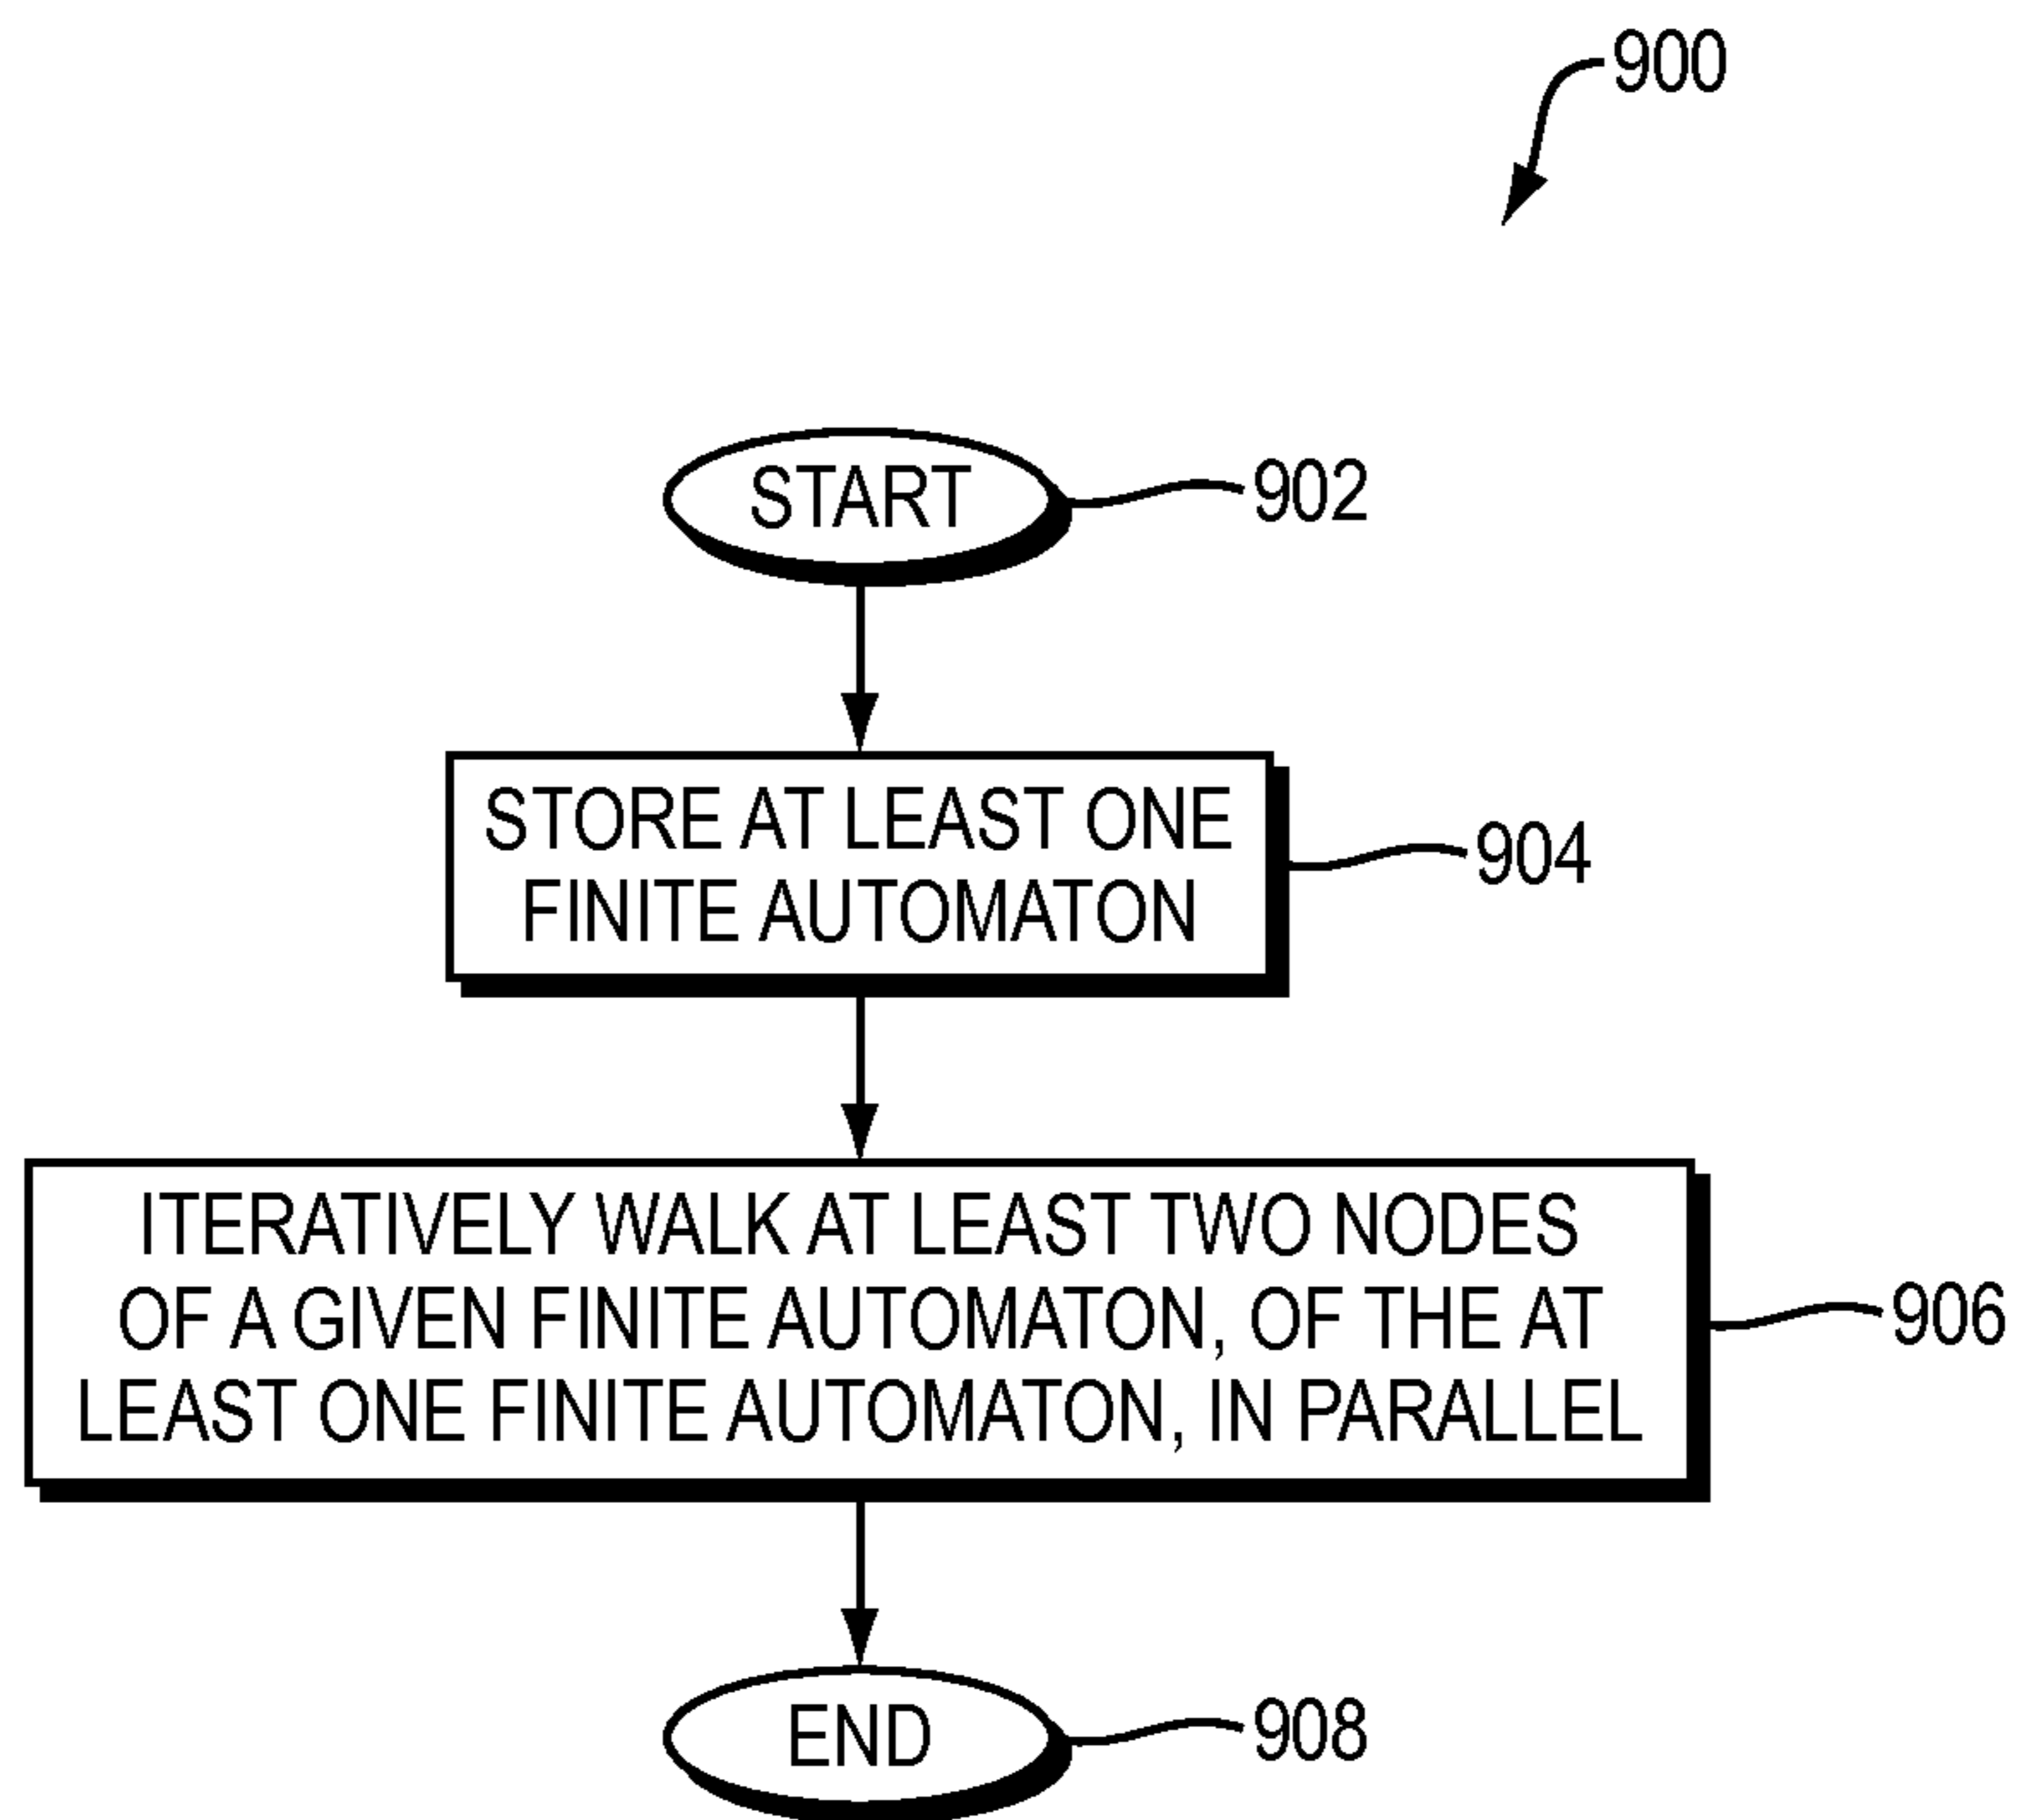 900
START
902
STORE AT LEAST ONE
FINITE AUTOMATON
904
ITERATIVELY WALK AT LEAST TWO NODES
OF A GIVEN FINITE AUTOMATON, OF THE AT
LEAST ONE FINITE AUTOMATON, IN PARALLEL
906
END
908